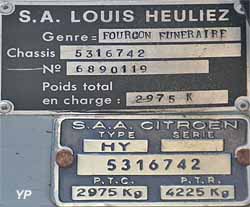 S.A. LOUIS HEULIEZ
Genre= FOURGON FUNERAIRE
Chassis 5316742
No 6890119
Poids total
en charge : 2975 K
S.A.A. CITROËN
TYPE SERIE
HY
5316742
P.T.C. P.T.R.
2975 Kg 4225 Kg
YP